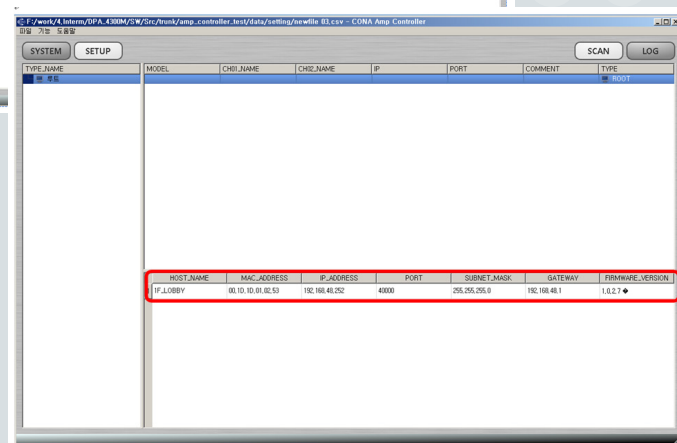 F:/work/4.Interm/DPA_4300M/SW/Src/trunk/amp_controller_test/data/setting/newfile 03.csv - CONA Amp Controller
파일 기능 도움말
SYSTEM SETUP SCAN LOG
TYPE_NAME MODEL CH01_NAME CH02_NAME IP PORT COMMENT TYPE
루트 ROOT
HOST_NAME MAC_ADDRESS IP_ADDRESS PORT SUBNET_MASK GATEWAY FIRMWARE_VERSION
1F_LOBBY 00,1D,1D,01,02,53 192,168,48,252 40000 255,255,255,0 192,168,48,1 1,0,2,7 �